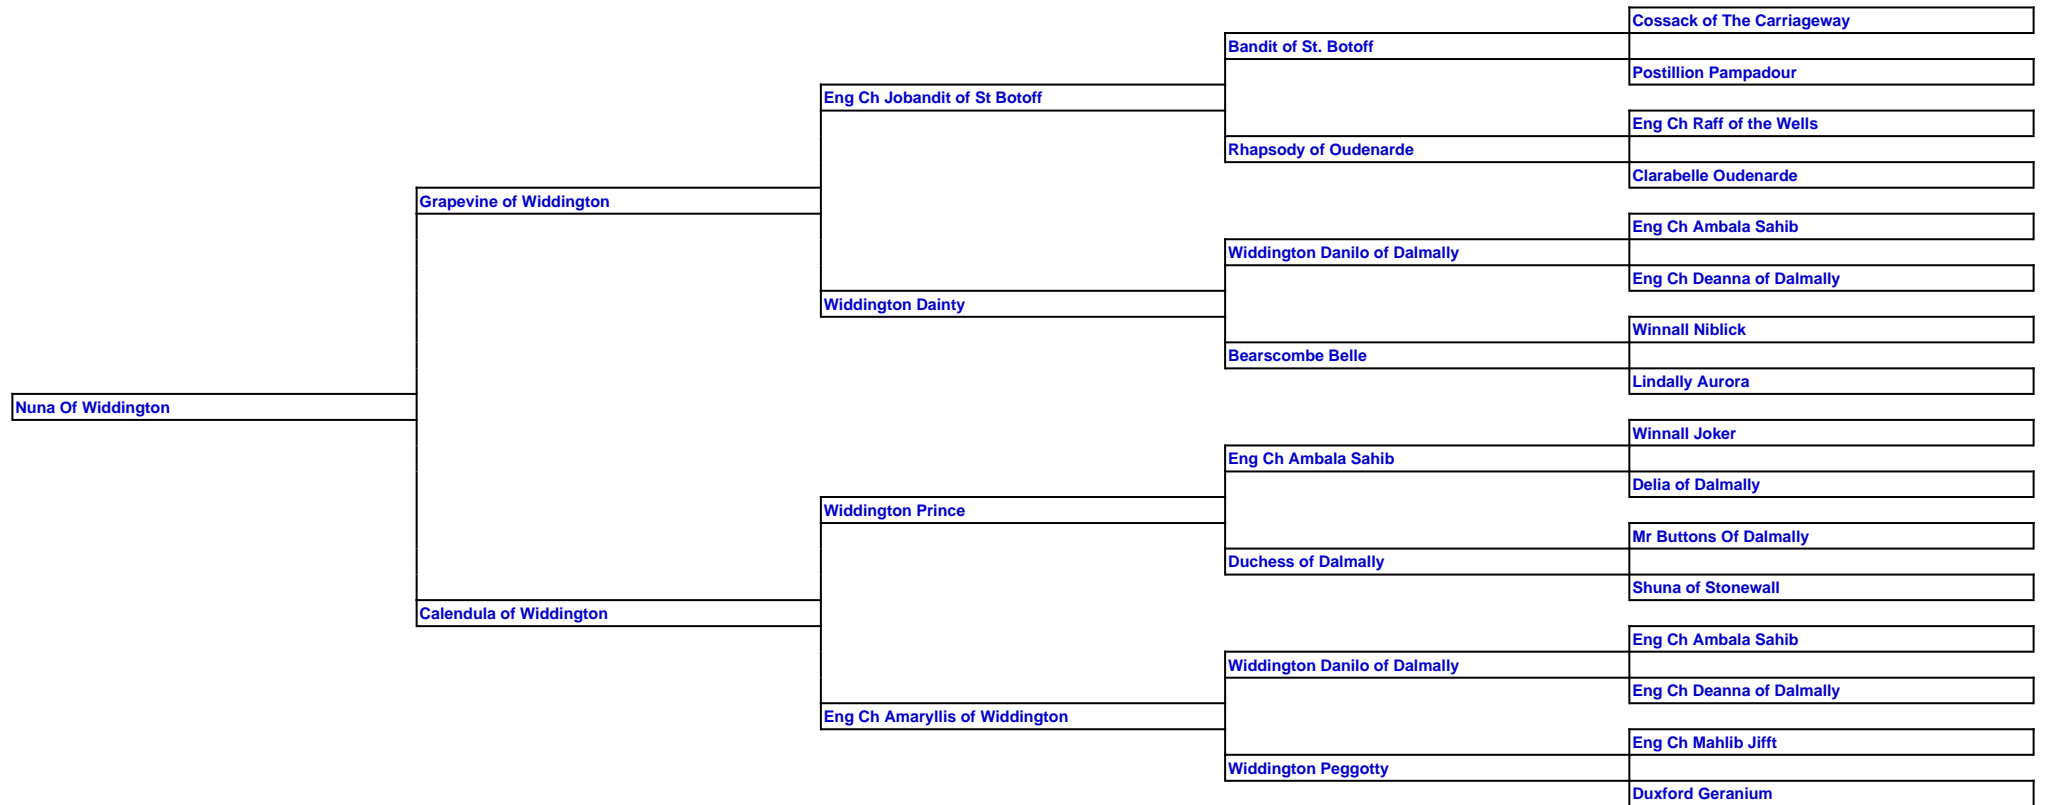 Cossack of The Carriageway
Bandit of St. Botoff
Postillion Pampadour
Eng Ch Jobandit of St Botoff
Eng Ch Raff of the Wells
Rhapsody of Oudenarde
Clarabelle Oudenarde
Grapevine of Widdington
Eng Ch Ambala Sahib
Widdington Danilo of Dalmally
Eng Ch Deanna of Dalmally
Widdington Dainty
Winnall Niblick
Bearscombe Belle
Lindally Aurora
Nuna Of Widdington
Winnall Joker
Eng Ch Ambala Sahib
Delia of Dalmally
Widdington Prince
Mr Buttons Of Dalmally
Duchess of Dalmally
Shuna of Stonewall
Calendula of Widdington
Eng Ch Ambala Sahib
Widdington Danilo of Dalmally
Eng Ch Deanna of Dalmally
Eng Ch Amaryllis of Widdington
Eng Ch Mahlib Jifft
Widdington Peggotty
Duxford Geranium